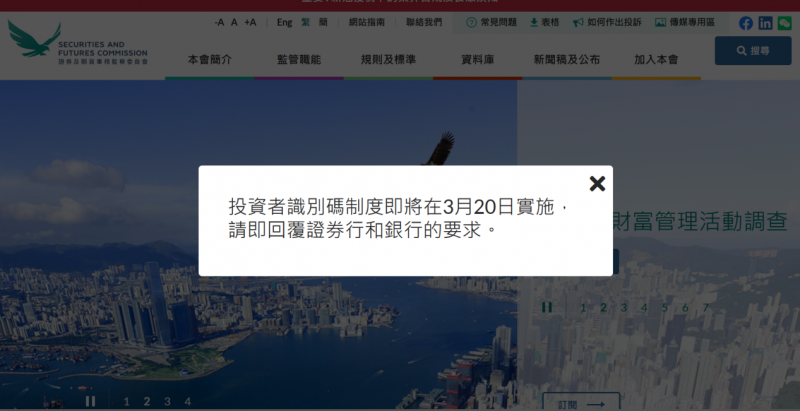 -A A +A Eng 繁 簡 網站指南 聯絡我們 常見問題 表格 如何作出投訴 傳媒專用區
SECURITIES AND
FUTURES COMMISSION
證券及期貨事務監察委員會
搜尋
本會簡介 監管職能 規則及標準 資料庫 新聞稿及公布 加入本會
投資者識別碼制度即將在3月20日實施，
請即回覆證券行和銀行的要求。
財富管理活動調查
1 2 3 4 5 6 7
1 2 3 4
訂閱